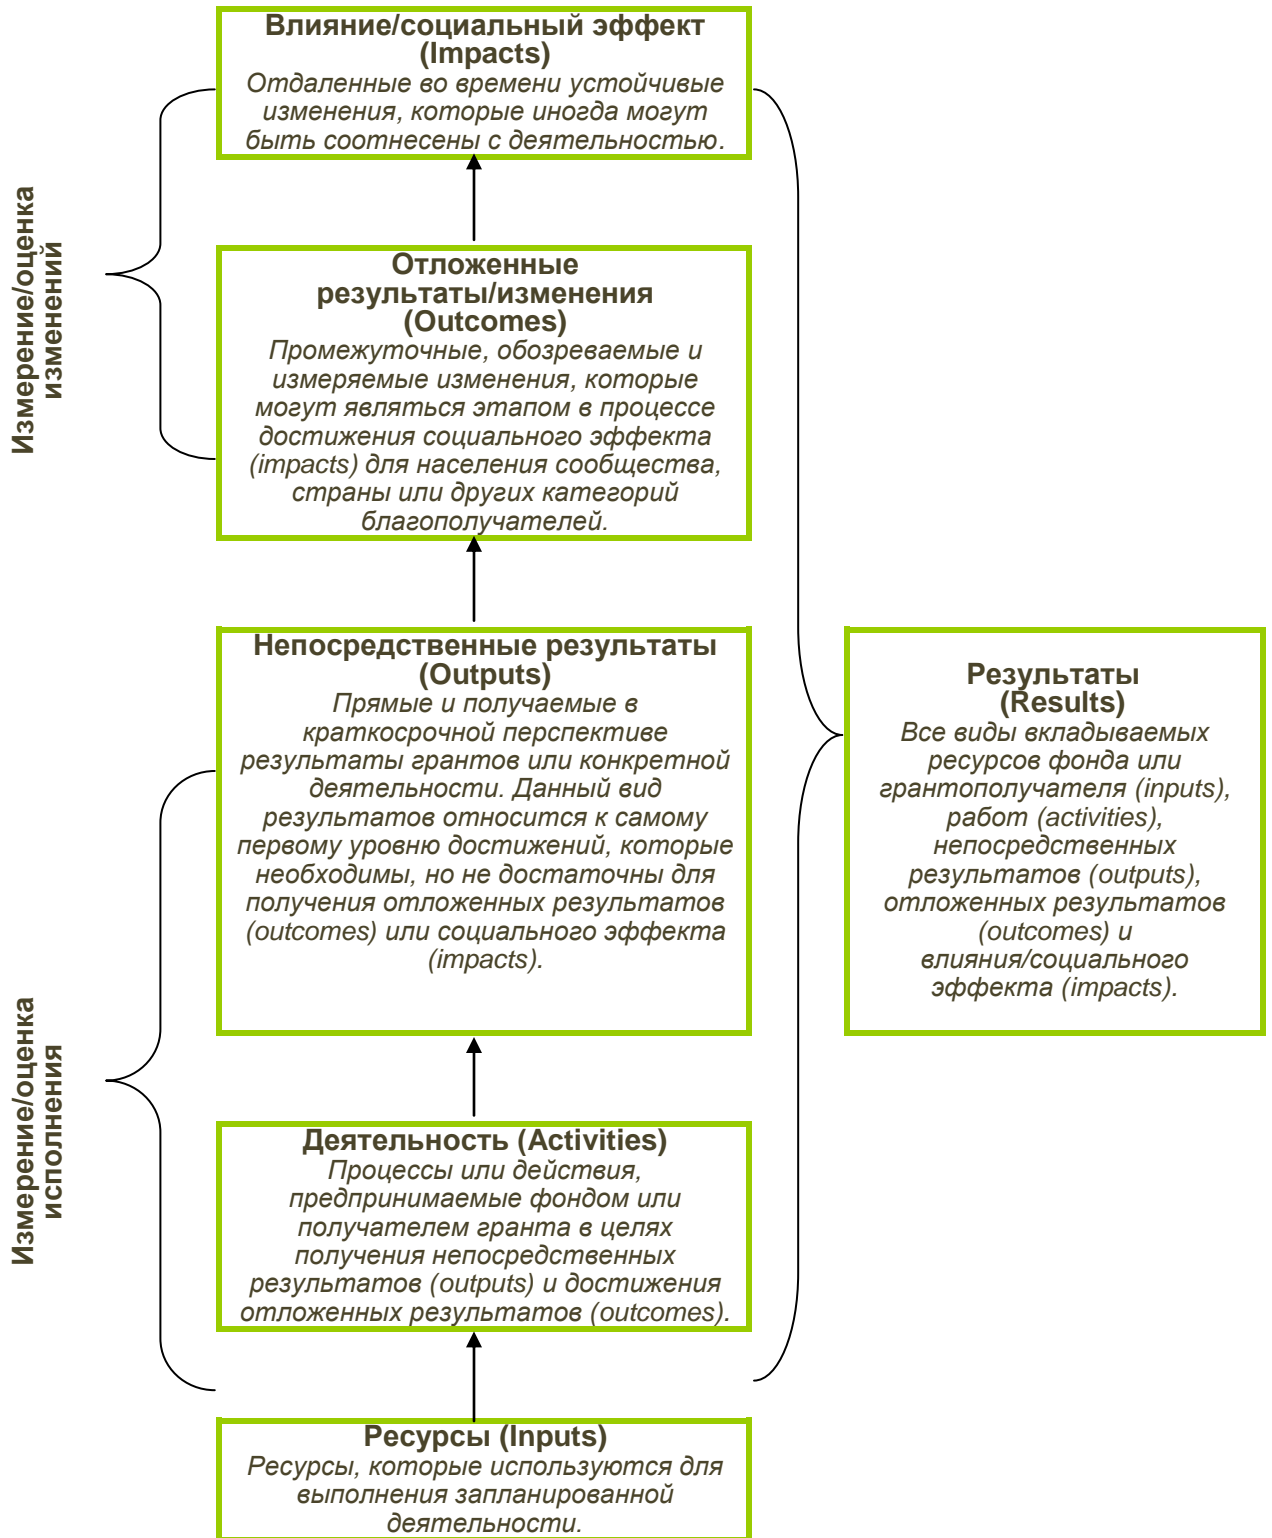 Влияние/социальный эффект
(Impacts)
Отдаленные во времени устойчивые
изменения, которые иногда могут
быть соотнесены с деятельностью.
Измерение/оценка
изменений
Отложенные
результаты/изменения
(Outcomes)
Промежуточные, обозреваемые и
измеряемые изменения, которые
могут являться этапом в процессе
достижения социального эффекта
(impacts) для населения сообщества,
страны или других категорий
благополучателей.
Непосредственные результаты
(Outputs)
Прямые и получаемые в
краткосрочной перспективе
результаты грантов или конкретной
деятельности. Данный вид
результатов относится к самому
первому уровню достижений, которые
необходимы, но не достаточны для
получения отложенных результатов
(outcomes) или социального эффекта
(impacts).
Результаты
(Results)
Все виды вкладываемых
ресурсов фонда или
грантополучателя (inputs),
работ (activities),
непосредственных
результатов (outputs),
отложенных результатов
(outcomes) и
влияния/социального
эффекта (impacts).
Измерение/оценка
исполнения
Деятельность (Activities)
Процессы или действия,
предпринимаемые фондом или
получателем гранта в целях
получения непосредственных
результатов (outputs) и достижения
отложенных результатов (outcomes).
Ресурсы (Inputs)
Ресурсы, которые используются для
выполнения запланированной
деятельности.